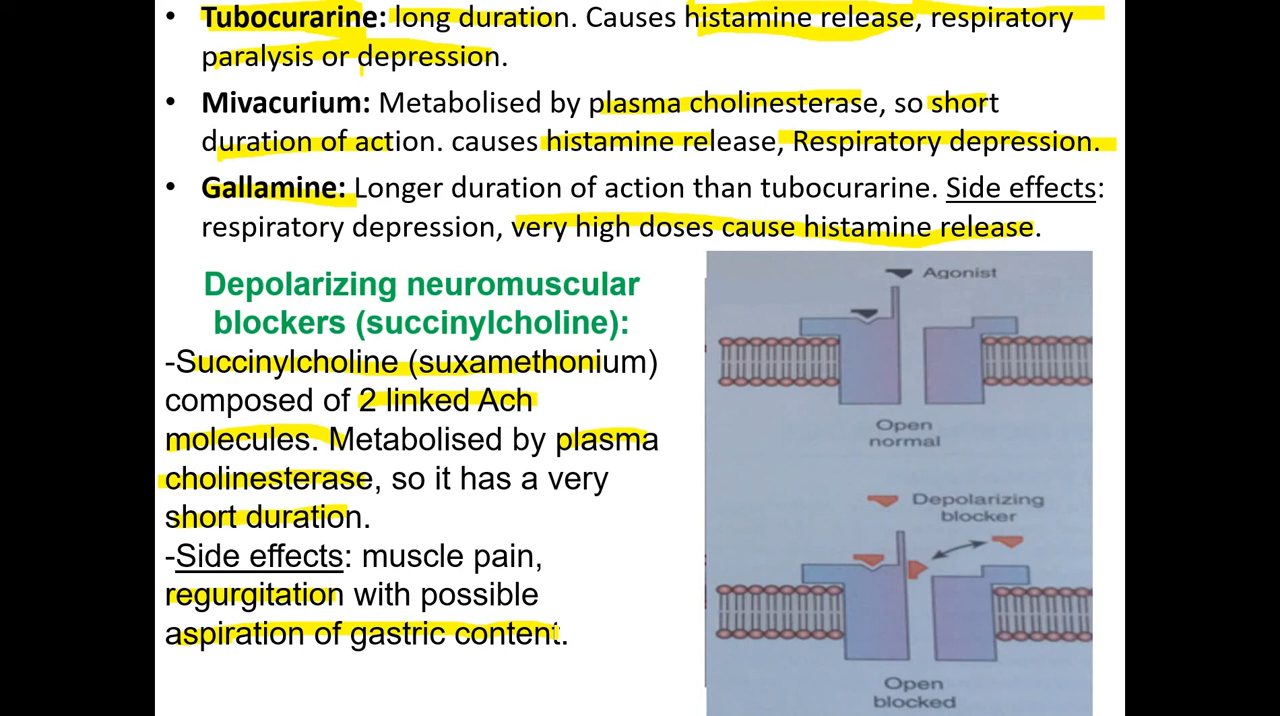 • Tubocurarine: long duration. Causes histamine release, respiratory
paralysis or depression.
• Mivacurium: Metabolised by plasma cholinesterase, so short
duration of action. causes histamine release, Respiratory depression.
• Gallamine: Longer duration of action than tubocurarine. Side effects:
respiratory depression, very high doses cause histamine release.
Depolarizing neuromuscular
blockers (succinylcholine):
-Succinylcholine (suxamethonium)
composed of 2 linked Ach
molecules. Metabolised by plasma
cholinesterase, so it has a very
short duration.
-Side effects: muscle pain,
regurgitation with possible
aspiration of gastric content.
Agonist
Open
normal
Depolarizing
blocker
Open
blocked